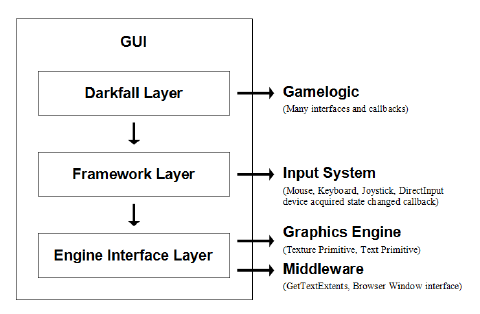 GUI
Darkfall Layer
Gamelogic
(Many interfaces and callbacks)
Framework Layer
Input System
(Mouse, Keyboard, Joystick, DirectInput
device acquired state changed callback)
Engine Interface Layer
Graphics Engine
(Texture Primitive, Text Primitive)
Middleware
(GetTextExtents, Browser Window interface)